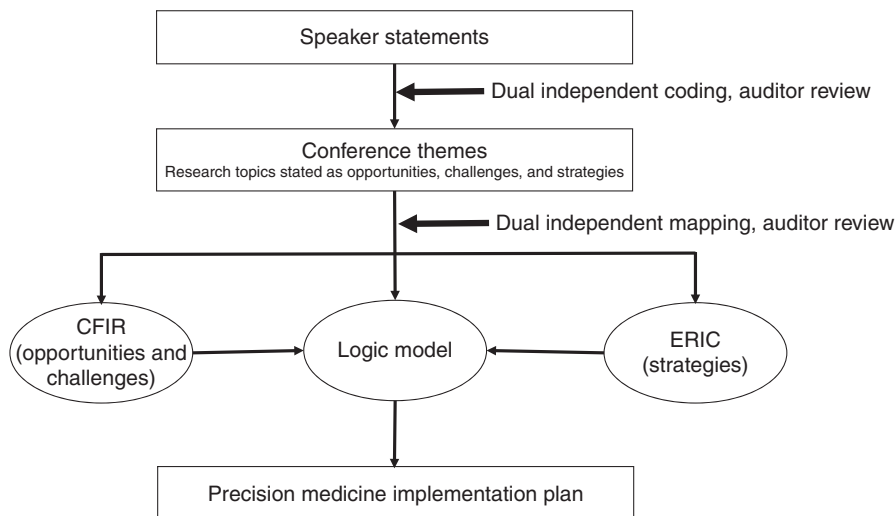 Speaker statements
Dual independent coding, auditor review
Conference themes
Research topics stated as opportunities, challenges, and strategies
Dual independent mapping, auditor review
CFIR
(opportunities and
challenges)
Logic model
ERIC
(strategies)
Precision medicine implementation plan